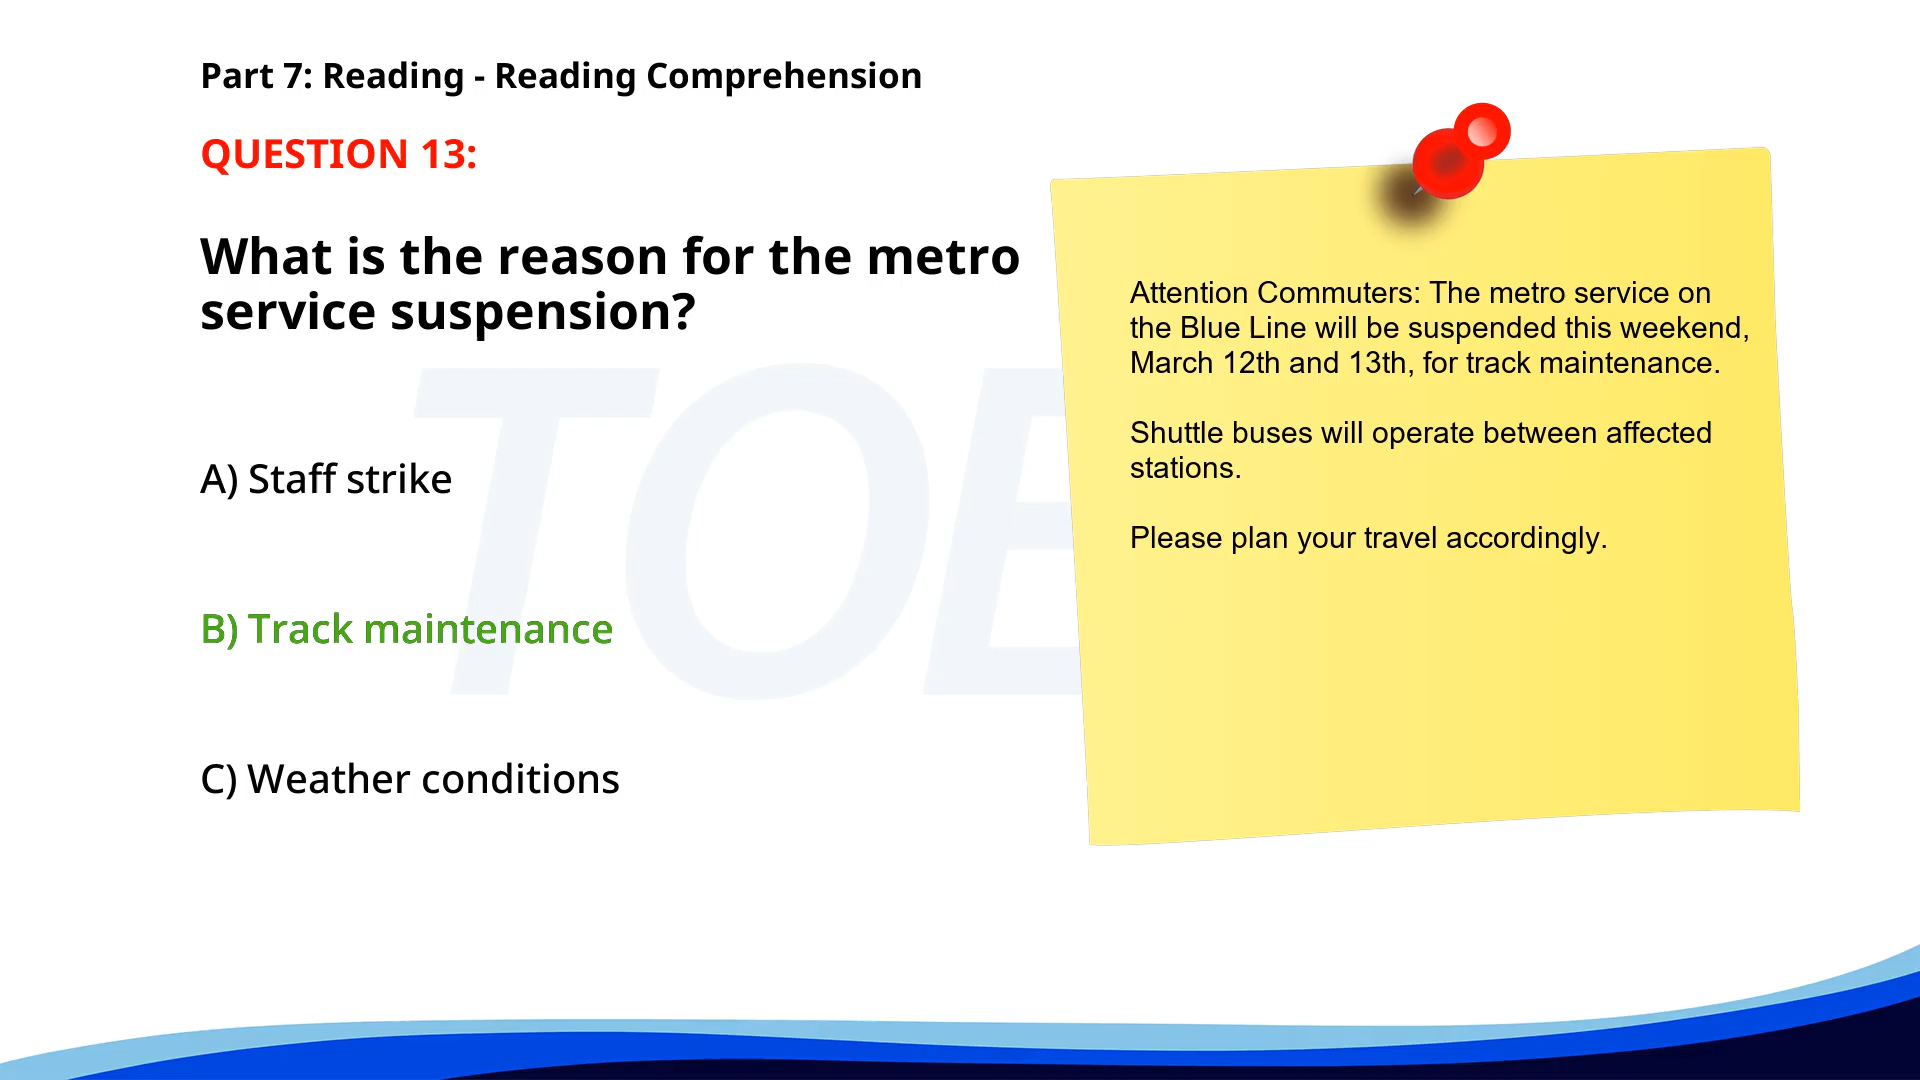 Part 7: Reading - Reading Comprehension
QUESTION 13:
What is the reason for the metro
service suspension?
A) Staff strike
B) Track maintenance
C) Weather conditions
Attention Commuters: The metro service on
the Blue Line will be suspended this weekend,
March 12th and 13th, for track maintenance.
Shuttle buses will operate between affected
stations.
Please plan your travel accordingly.
TOE